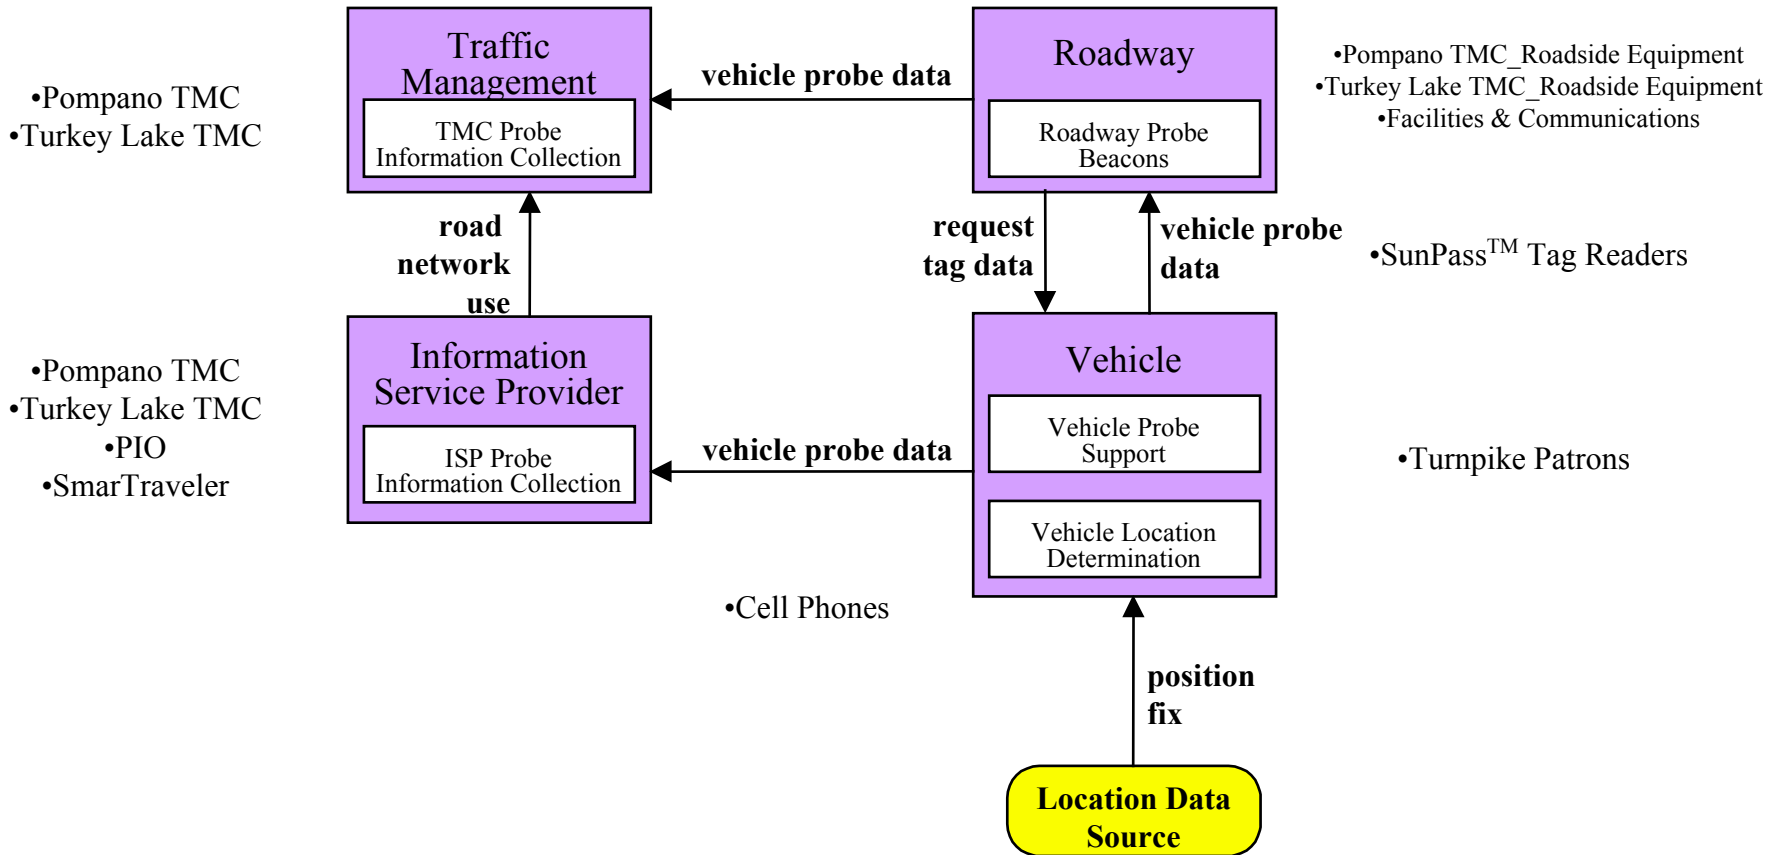 Traffic
Management
TMC Probe
Information Collection
vehicle probe data
Roadway
Roadway Probe
Beacons
•Pompano TMC
•Turkey Lake TMC
•Pompano TMC_Roadside Equipment
•Turkey Lake TMC_Roadside Equipment
•Facilities & Communications
road
network
use
request
tag data
vehicle probe
data
•SunPass™ Tag Readers
Information
Service Provider
ISP Probe
Information Collection
vehicle probe data
Vehicle
Vehicle Probe
Support
Vehicle Location
Determination
•Pompano TMC
•Turkey Lake TMC
•PIO
•SmarTraveler
•Turnpike Patrons
•Cell Phones
position
fix
Location Data
Source